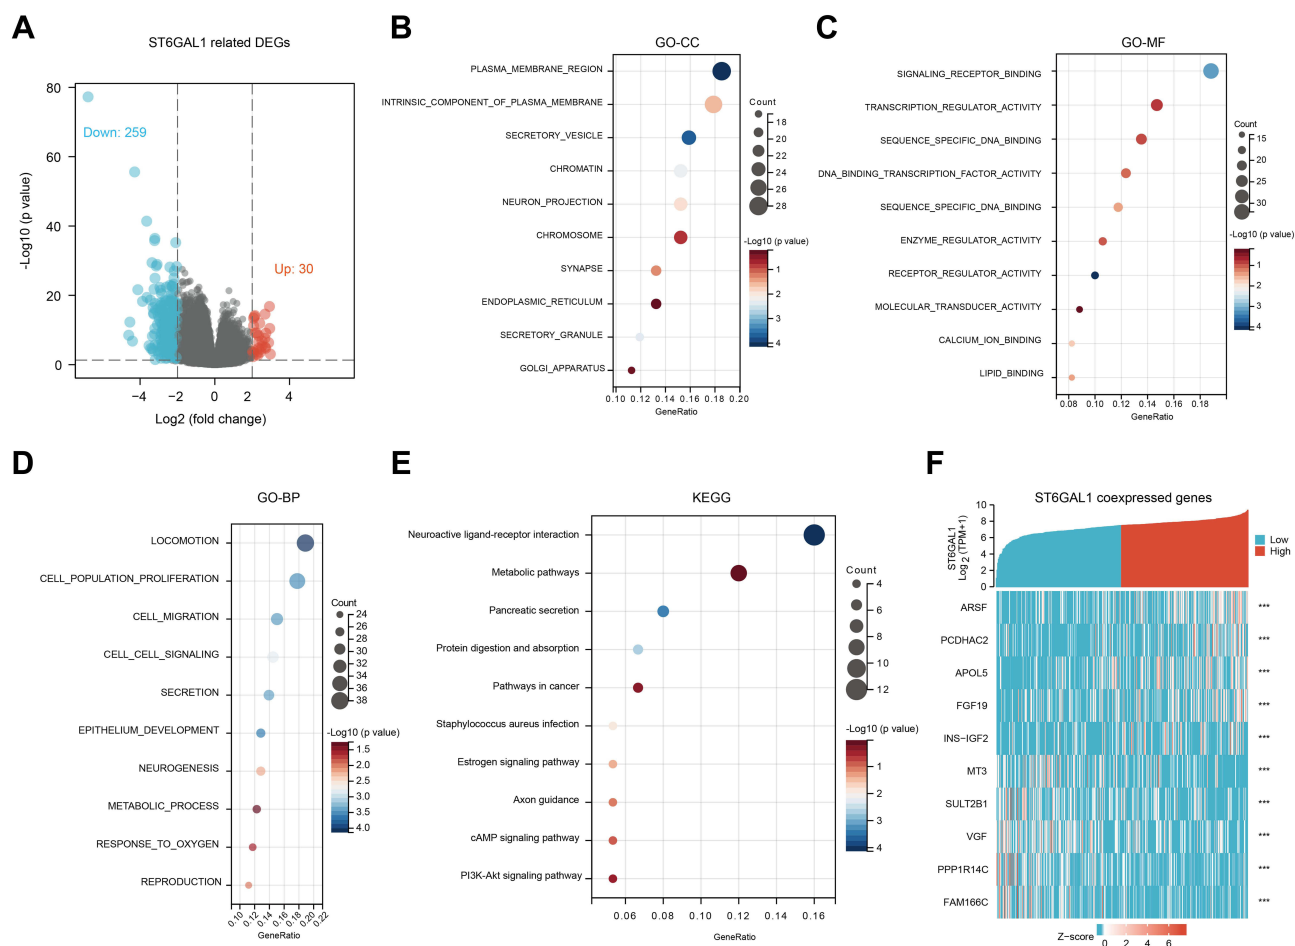 A
ST6GAL1 related DEGs
80
60
40
20
0
-Log10 (p value)
Down: 259
Up: 30
−4
−2
0
2
4
Log2 (fold change)
B
GO-CC
PLASMA_MEMBRANE_REGION
INTRINSIC_COMPONENT_OF_PLASMA_MEMBRANE
SECRETORY_VESICLE
CHROMATIN
NEURON_PROJECTION
CHROMOSOME
SYNAPSE
ENDOPLASMIC_RETICULUM
SECRETORY_GRANULE
GOLGI_APPARATUS
0.10 0.12 0.14 0.16 0.18 0.20
GeneRatio
Count
18
20
22
24
26
28
-Log10 (p value)
1
2
3
4
C
GO-MF
SIGNALING_RECEPTOR_BINDING
TRANSCRIPTION_REGULATOR_ACTIVITY
SEQUENCE_SPECIFIC_DNA_BINDING
DNA_BINDING_TRANSCRIPTION_FACTOR_ACTIVITY
SEQUENCE_SPECIFIC_DNA_BINDING
ENZYME_REGULATOR_ACTIVITY
RECEPTOR_REGULATOR_ACTIVITY
MOLECULAR_TRANSDUCER_ACTIVITY
CALCIUM_ION_BINDING
LIPID_BINDING
0.08 0.10 0.12 0.14 0.16 0.18
GeneRatio
Count
15
20
25
30
-Log10 (p value)
1
2
3
4
D
GO-BP
LOCOMOTION
CELL_POPULATION_PROLIFERATION
CELL_MIGRATION
CELL_CELL_SIGNALING
SECRETION
EPITHELIUM_DEVELOPMENT
NEUROGENESIS
METABOLIC_PROCESS
RESPONSE_TO_OXYGEN
REPRODUCTION
0.10 0.12 0.14 0.16 0.18 0.19 0.20 0.22
GeneRatio
Count
24
26
28
30
32
34
36
38
-Log10 (p value)
1.5
2.0
2.5
3.0
3.5
4.0
E
KEGG
Neuroactive ligand-receptor interaction
Metabolic pathways
Pancreatic secretion
Protein digestion and absorption
Pathways in cancer
Staphylococcus aureus infection
Estrogen signaling pathway
Axon guidance
cAMP signaling pathway
PI3K-Akt signaling pathway
0.06 0.08 0.10 0.12 0.14 0.16
GeneRatio
Count
4
6
8
10
12
-Log10 (p value)
1
2
3
4
F
ST6GAL1 coexpressed genes
ST6GAL1
Log 2 (TPM+1)
10
8
6
4
2
0
Low
High
ARSF ***
PCDHAC2 ***
APOL5 ***
FGF19 ***
INS−IGF2 ***
MT3 ***
SULT2B1 ***
VGF ***
PPP1R14C ***
FAM166C ***
Z−score
0 2 4 6